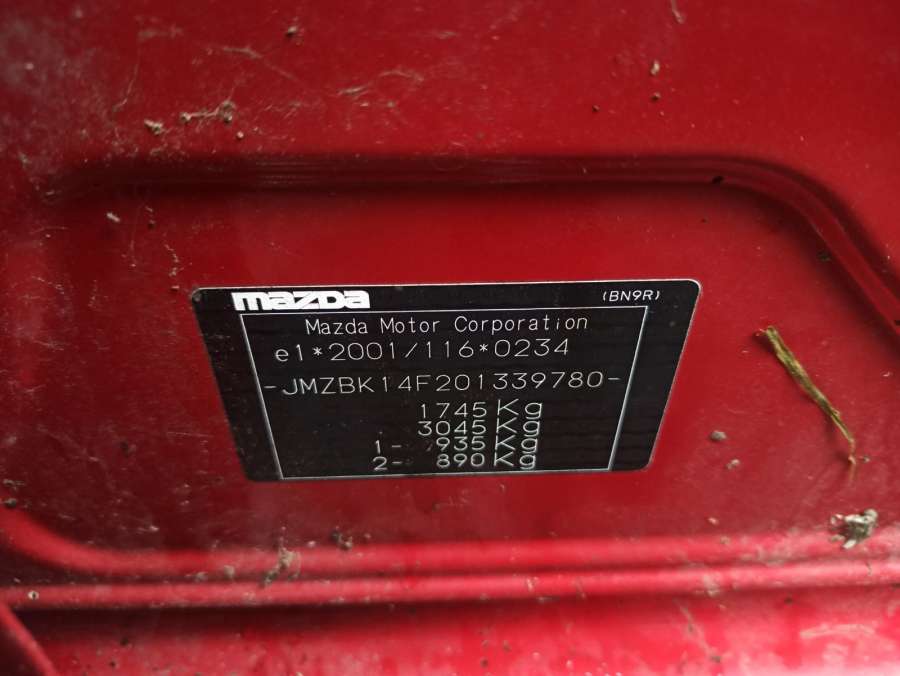 mazda
(BN9R)
Mazda Motor Corporation
e1*2001/116*0234
-JMZBK14F201339780-
1745 Kg
3045 Kg
1- 935 Kg
2- 890 Kg